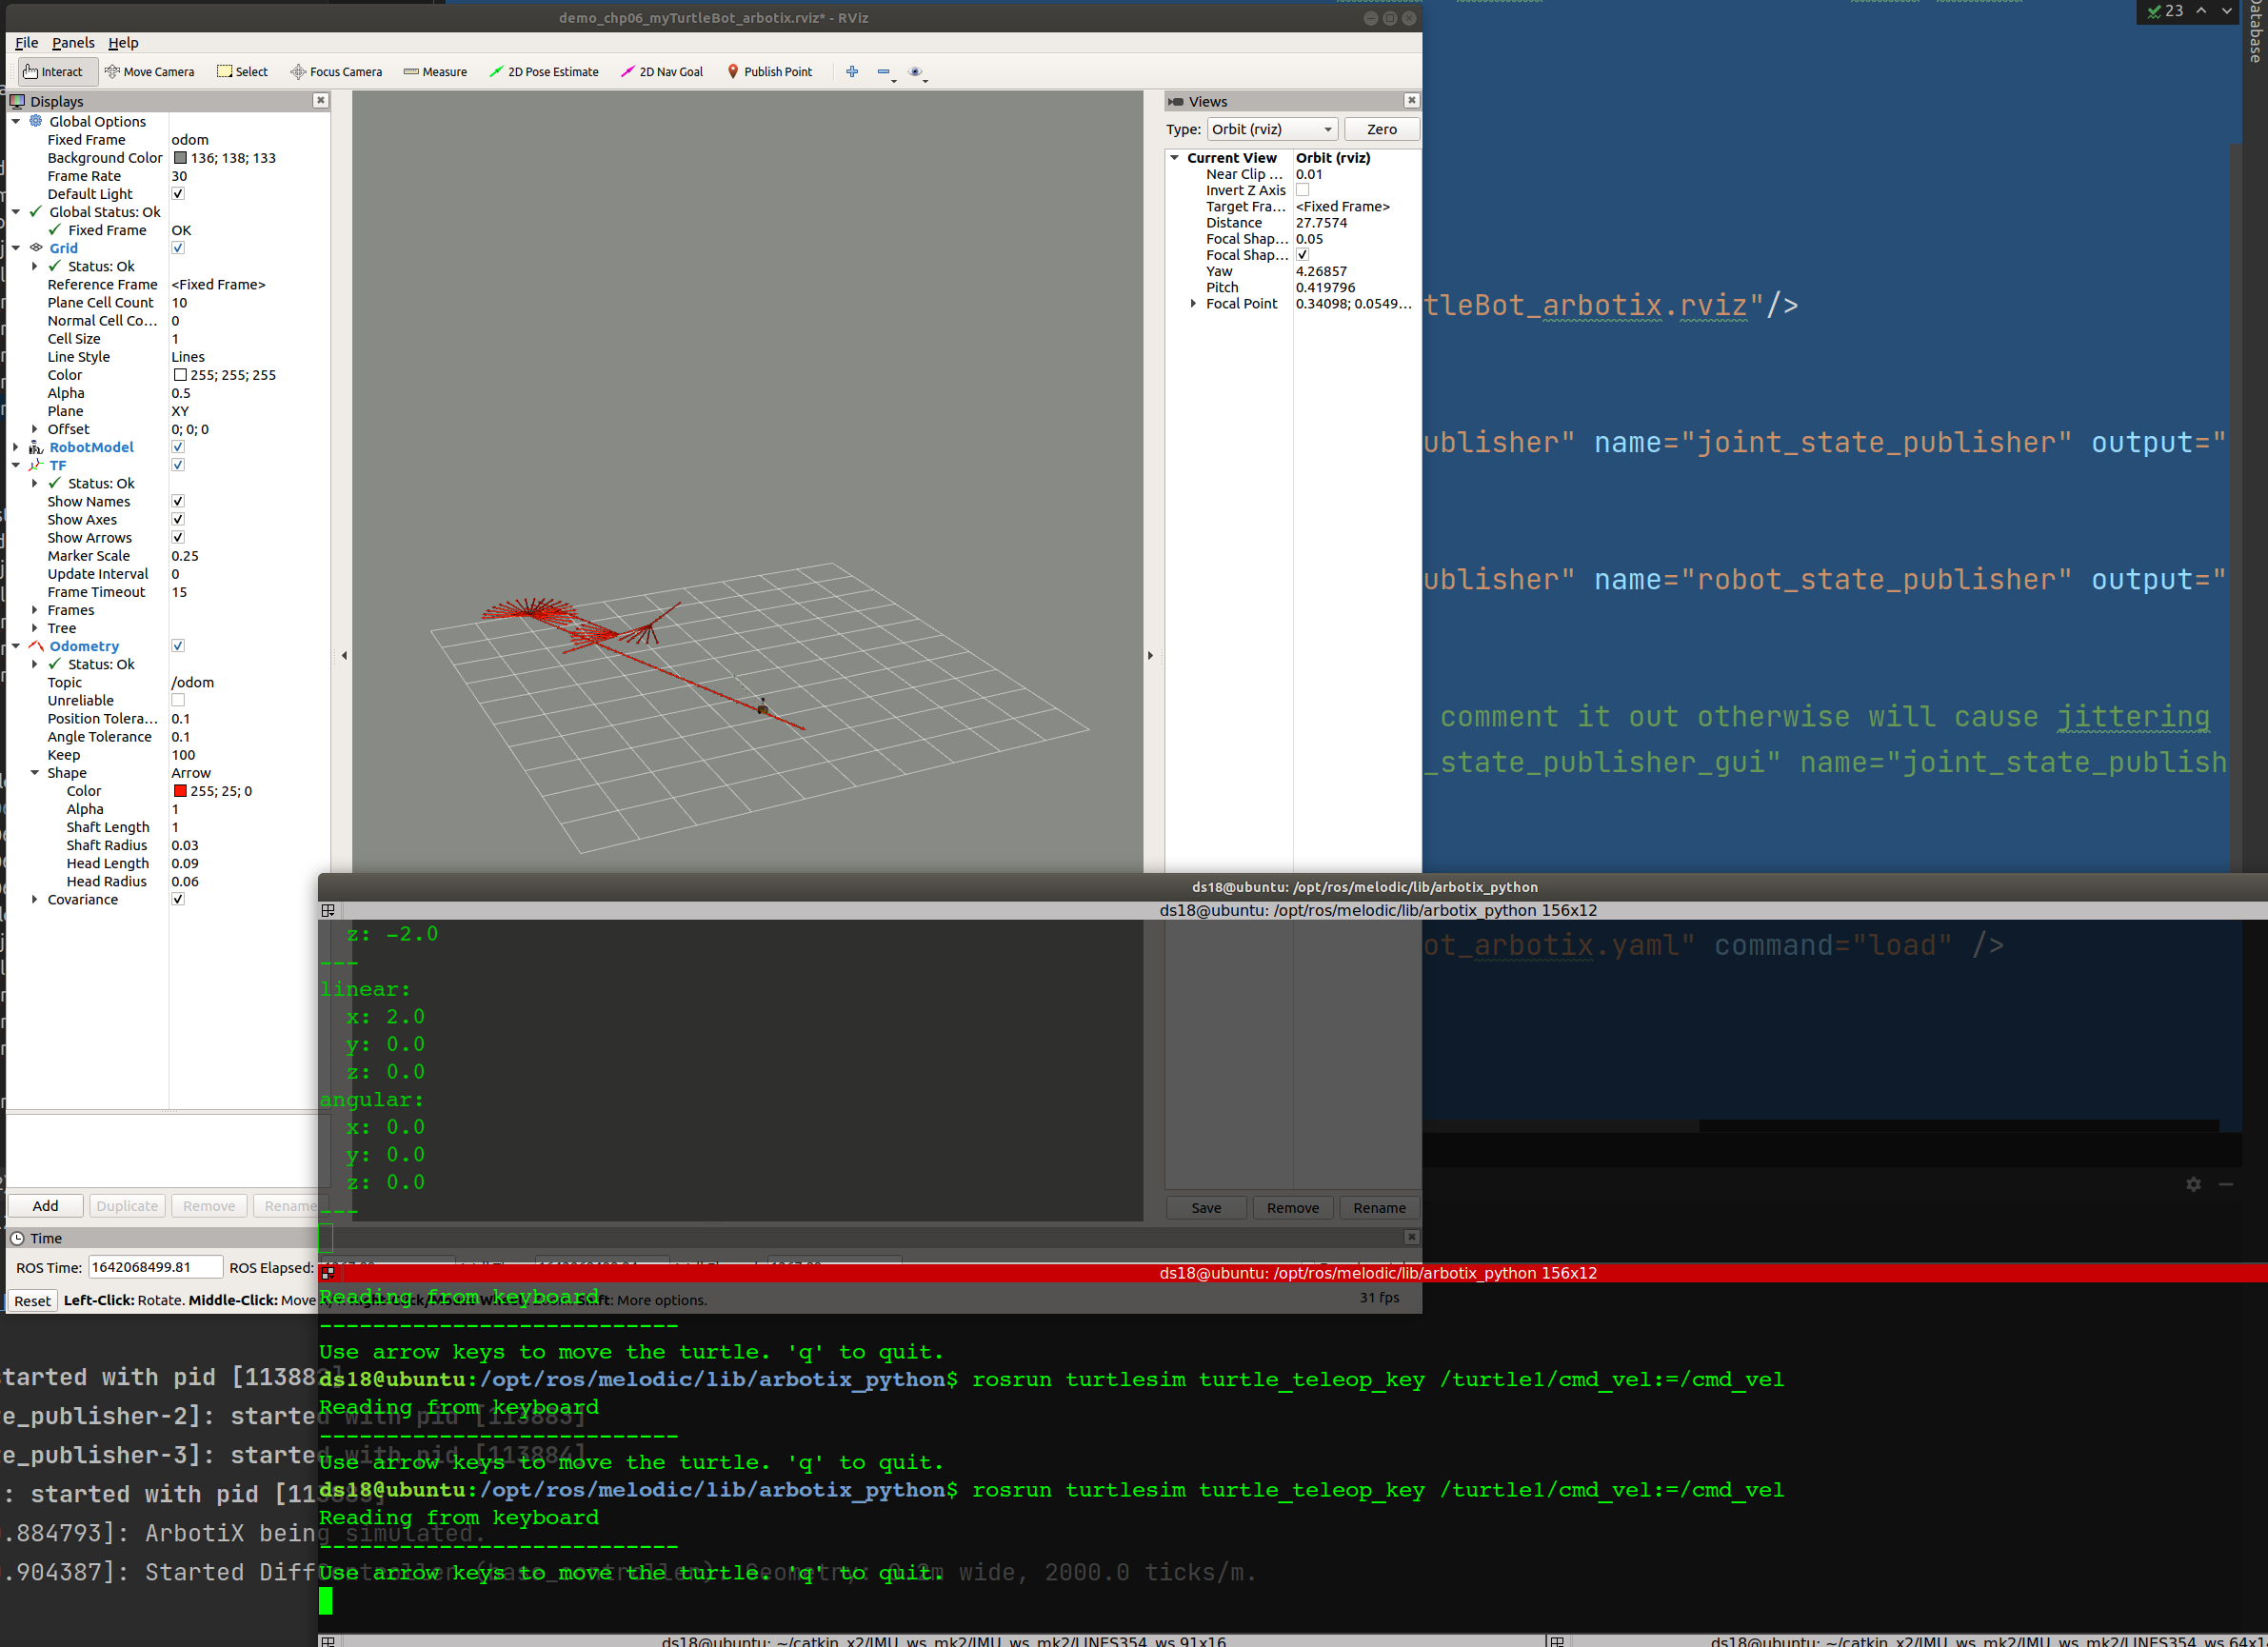 demo_chp06_myTurtleBot_arbotix.rviz* - RViz
File Panels Help
Interact Move Camera Select Focus Camera Measure 2D Pose Estimate 2D Nav Goal Publish Point
Displays
Global Options
Fixed Frame odom
Background Color 136; 138; 133
Frame Rate 30
Default Light
Global Status: Ok
Fixed Frame OK
Grid
Status: Ok
Reference Frame <Fixed Frame>
Plane Cell Count 10
Normal Cell Co... 0
Cell Size 1
Line Style Lines
Color 255; 255; 255
Alpha 0.5
Plane XY
Offset 0; 0; 0
RobotModel
TF
Status: Ok
Show Names
Show Axes
Show Arrows
Marker Scale 0.25
Update Interval 0
Frame Timeout 15
Frames
Tree
Odometry
Status: Ok
Topic /odom
Unreliable
Position Tolera... 0.1
Angle Tolerance 0.1
Keep 100
Shape Arrow
Color 255; 25; 0
Alpha 1
Shaft Length 1
Shaft Radius 0.03
Head Length 0.09
Head Radius 0.06
Covariance
Add Duplicate Remove Rename
Time
ROS Time: 1642068499.81 ROS Elapsed:
Reset Left-Click: Rotate. Middle-Click: Move : More options.
31 fps
Views
Type: Orbit (rviz) Zero
Current View Orbit (rviz)
Near Clip ... 0.01
Invert Z Axis
Target Fra... <Fixed Frame>
Distance 27.7574
Focal Shap... 0.05
Focal Shap...
Yaw 4.26857
Pitch 0.419796
Focal Point 0.34098; 0.0549...
Save Remove Rename
23
Database
tleBot_arbotix.rviz"/>
ublisher" name="joint_state_publisher" output="
ublisher" name="robot_state_publisher" output="
comment it out otherwise will cause jittering
_state_publisher_gui" name="joint_state_publish
ot_arbotix.yaml" command="load" />
ds18@ubuntu: /opt/ros/melodic/lib/arbotix_python
ds18@ubuntu: /opt/ros/melodic/lib/arbotix_python 156x12
z: -2.0
---
linear:
x: 2.0
y: 0.0
z: 0.0
angular:
x: 0.0
y: 0.0
z: 0.0
---
ds18@ubuntu: /opt/ros/melodic/lib/arbotix_python 156x12
Reading from keyboard
---------------------------
Use arrow keys to move the turtle. 'q' to quit.
ds18@ubuntu:/opt/ros/melodic/lib/arbotix_python$ rosrun turtlesim turtle_teleop_key /turtle1/cmd_vel:=/cmd_vel
Reading from keyboard
---------------------------
Use arrow keys to move the turtle. 'q' to quit.
ds18@ubuntu:/opt/ros/melodic/lib/arbotix_python$ rosrun turtlesim turtle_teleop_key /turtle1/cmd_vel:=/cmd_vel
Reading from keyboard
---------------------------
Use arrow keys to move the turtle. 'q' to quit.
started with pid [11388
te_publisher-2]: started with pid [113883]
te_publisher-3]: started with pid [113884]
: started with pid [113885]
.884793]: ArbotiX being simulated.
.904387]: Started DiffController (base_controller). Geometry: 0.2m wide, 2000.0 ticks/m.
ds18@ubuntu: ~/catkin_x2/IMU_ws_mk2/IMU_ws_mk2/LINES354_ws 91x16
ds18@ubuntu: ~/catkin_x2/IMU_ws_mk2/IMU_ws_mk2/LINES354_ws 64x1